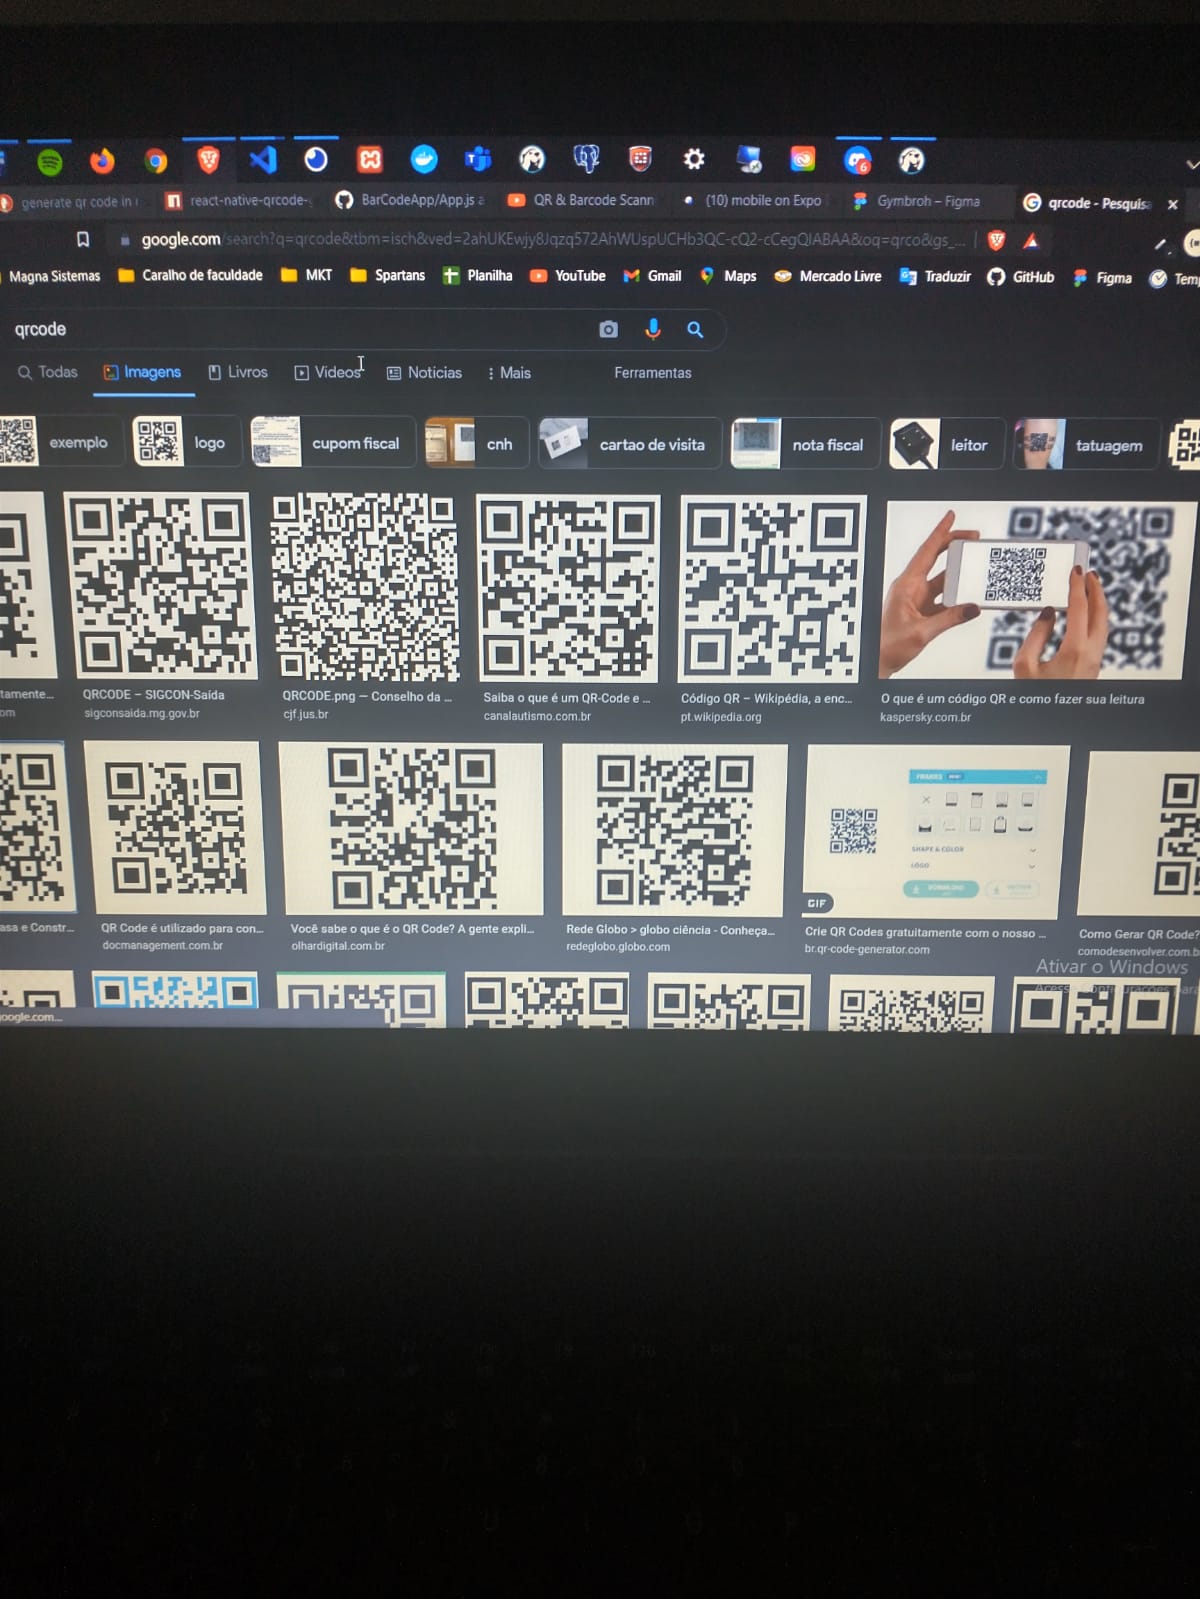 6
generate qr code in r
react-native-qrcode-s
BarCodeApp/App.js a
QR & Barcode Scann
(10) mobile on Expo
Gymbroh – Figma
qrcode - Pesquisa
google.com/search?q=qrcode&tbm=isch&ved=2ahUKEwjy8Jqzq572AhWUspUCHb3QC-cQ2-cCegQIABAA&oq=qrco&gs_...
Magna Sistemas
Caralho de faculdade
MKT
Spartans
Planilha
YouTube
Gmail
Maps
Mercado Livre
Traduzir
GitHub
Figma
Temp
qrcode
Todas
Imagens
Livros
Vídeos
Notícias
Mais
Ferramentas
exemplo
logo
cupom fiscal
cnh
cartao de visita
nota fiscal
leitor
tatuagem
tamente...
om
QRCODE – SIGCON-Saída
sigconsaida.mg.gov.br
QRCODE.png — Conselho da ...
cjf.jus.br
Saiba o que é um QR-Code e ...
canalautismo.com.br
Código QR – Wikipédia, a enc...
pt.wikipedia.org
O que é um código QR e como fazer sua leitura
kaspersky.com.br
FRAMES
SHAPE & COLOR
LOGO
DOWNLOAD
GIF
asa e Constr...
QR Code é utilizado para con...
docmanagement.com.br
Você sabe o que é o QR Code? A gente expli...
olhardigital.com.br
Rede Globo > globo ciência - Conheça...
redeglobo.globo.com
Crie QR Codes gratuitamente com o nosso ...
br.qr-code-generator.com
Como Gerar QR Code?
comodesenvolver.com.b
Ativar o Windows
Acesse Configurações para
oogle.com...